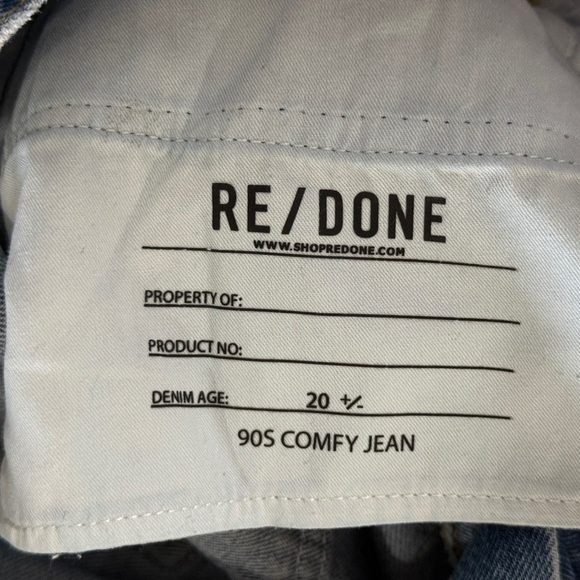 RE/DONE
WWW.SHOPREDONE.COM
PROPERTY OF:
PRODUCT NO:
DENIM AGE: 20 +/-
90S COMFY JEAN